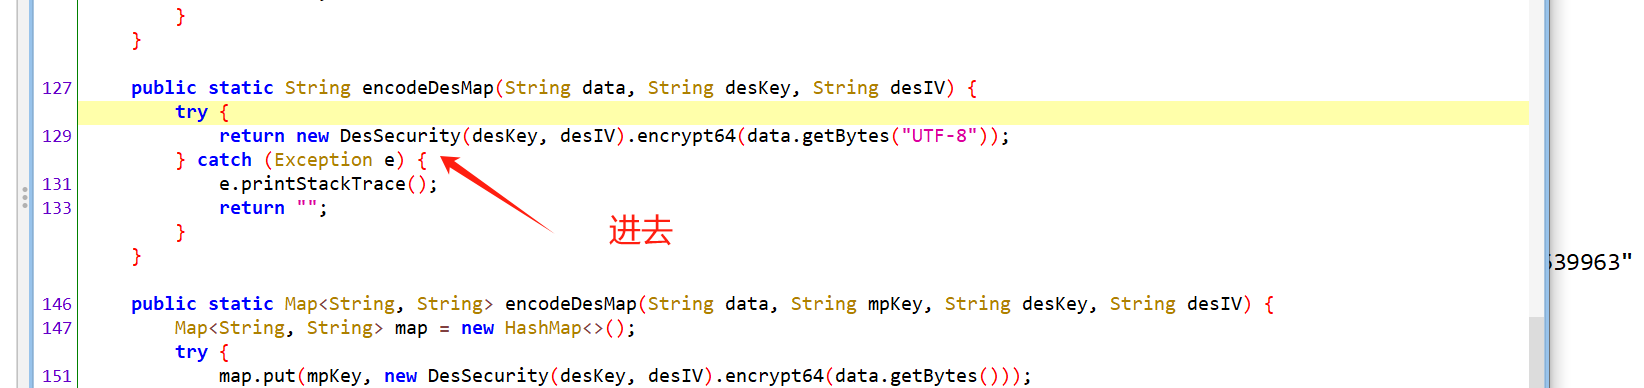 }
}
127 public static String encodeDesMap(String data, String desKey, String desIV) {
try {
129 return new DesSecurity(desKey, desIV).encrypt64(data.getBytes("UTF-8"));
} catch (Exception e) {
131 e.printStackTrace();
133 return "";
进去
}
}
639963"
146 public static Map<String, String> encodeDesMap(String data, String mpKey, String desKey, String desIV) {
147 Map<String, String> map = new HashMap<>();
try {
151 map.put(mpKey, new DesSecurity(desKey, desIV).encrypt64(data.getBytes()));